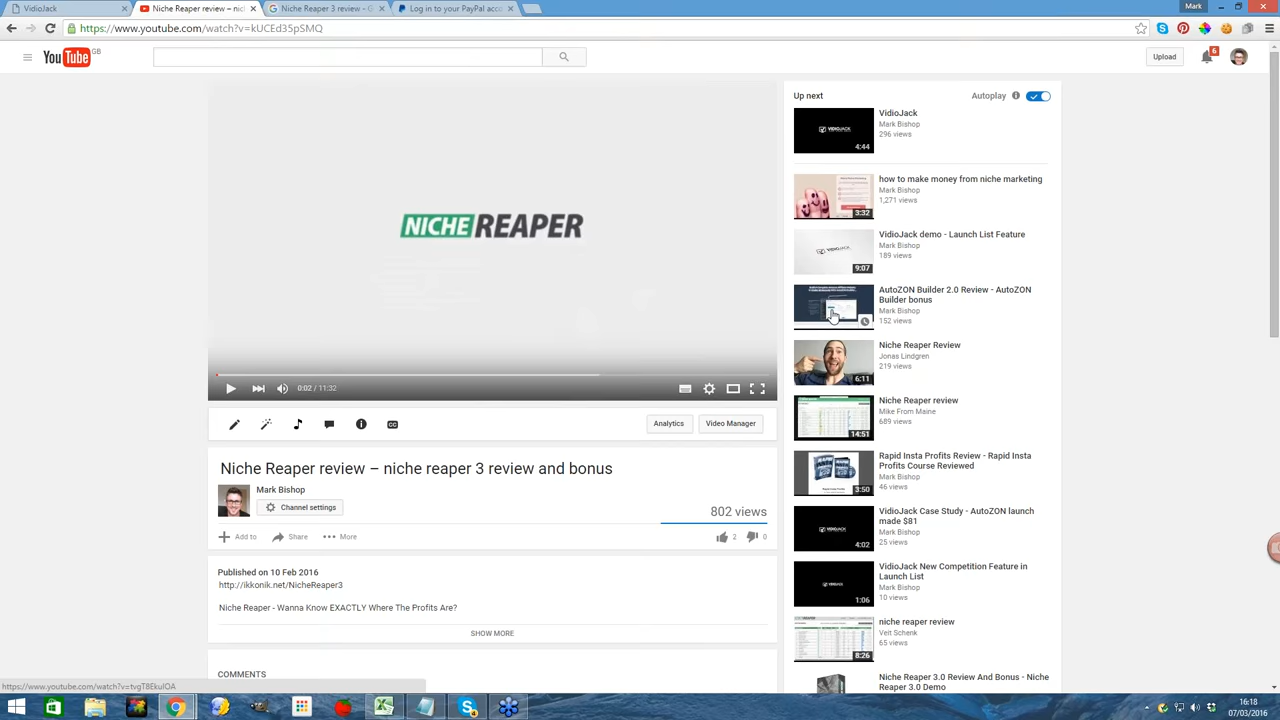 VidioJack
Niche Reaper review - nic
Niche Reaper 3 review - G
Log in to your PayPal acco
Mark
https://www.youtube.com/watch?v=kUCEd35pSMQ
YouTube GB
Upload
6
NICHE REAPER
0:02 / 11:32
Analytics
Video Manager
Niche Reaper review – niche reaper 3 review and bonus
Mark Bishop
Channel settings
802 views
Add to
Share
More
2
0
Published on 10 Feb 2016
http://ikkonik.net/NicheReaper3
Niche Reaper - Wanna Know EXACTLY Where The Profits Are?
SHOW MORE
COMMENTS
Up next
Autoplay
VIDIOJACK
4:44
VidioJack
Mark Bishop
296 views
3:32
how to make money from niche marketing
Mark Bishop
1,271 views
VIDIOJACK
9:07
VidioJack demo - Launch List Feature
Mark Bishop
189 views
AutoZON Builder 2.0 Review - AutoZON
Builder bonus
Mark Bishop
152 views
6:11
Niche Reaper Review
Jonas Lindgren
219 views
14:51
Niche Reaper review
Mike From Maine
689 views
3:50
Rapid Insta Profits Review - Rapid Insta
Profits Course Reviewed
Mark Bishop
46 views
VIDIOJACK
4:02
VidioJack Case Study - AutoZON launch
made $81
Mark Bishop
25 views
VIDIOJACK
1:06
VidioJack New Competition Feature in
Launch List
Mark Bishop
10 views
8:26
niche reaper review
Veit Schenk
65 views
Niche Reaper 3.0 Review And Bonus - Niche
Reaper 3.0 Demo
https://www.youtube.com/watch?v=tvgT8EkuIOA
16:18
07/03/2016